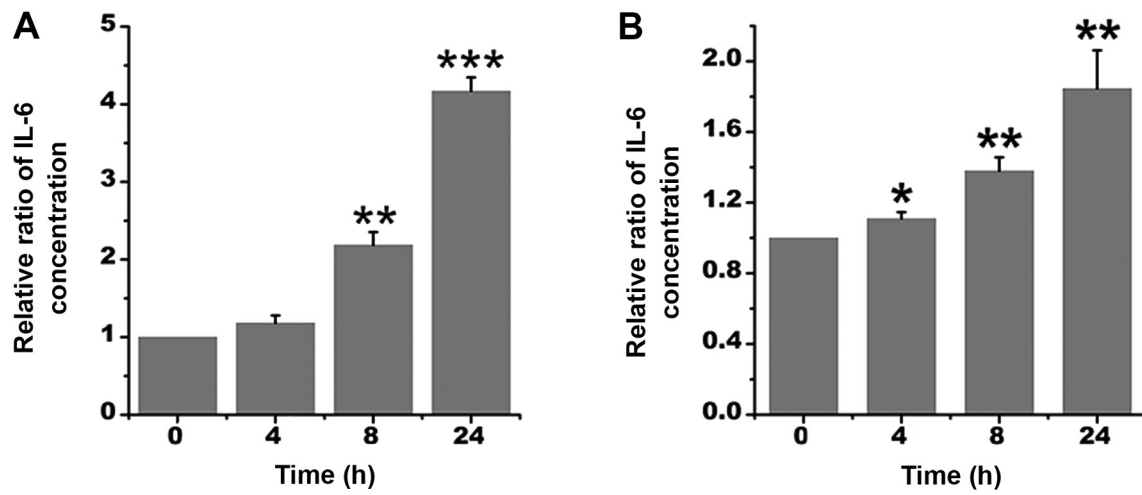 A
Relative ratio of IL-6
concentration
5
4
3
2
1
0
**
***
0 4 8 24
Time (h)
B
Relative ratio of IL-6
concentration
2.0
1.6
1.2
0.8
0.4
0.0
*
**
**
0 4 8 24
Time (h)